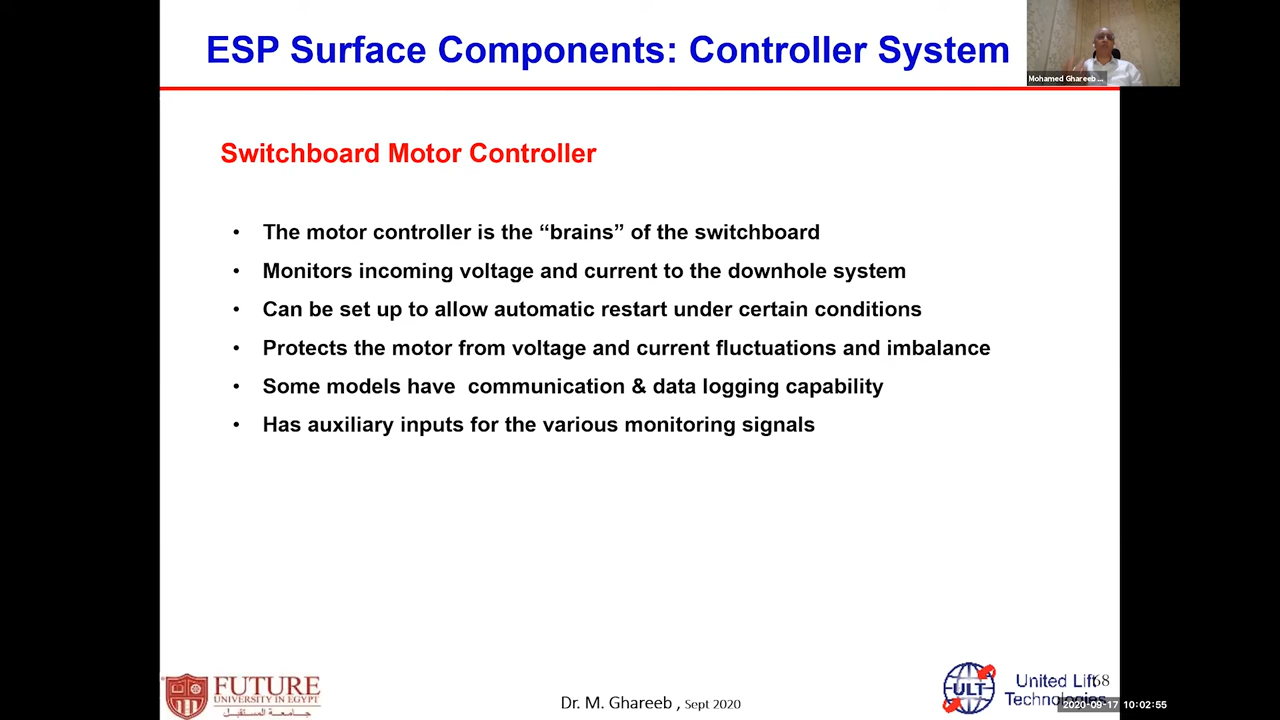 ESP Surface Components: Controller System
Mohamed Ghareeb ...
Switchboard Motor Controller
• The motor controller is the “brains” of the switchboard
• Monitors incoming voltage and current to the downhole system
• Can be set up to allow automatic restart under certain conditions
• Protects the motor from voltage and current fluctuations and imbalance
• Some models have communication & data logging capability
• Has auxiliary inputs for the various monitoring signals
FUTURE
UNIVERSITY IN EGYPT
جامعة المستقبل
Dr. M. Ghareeb , Sept 2020
ULT
United Lift
Technologies
68
2020-09-17 10:02:55